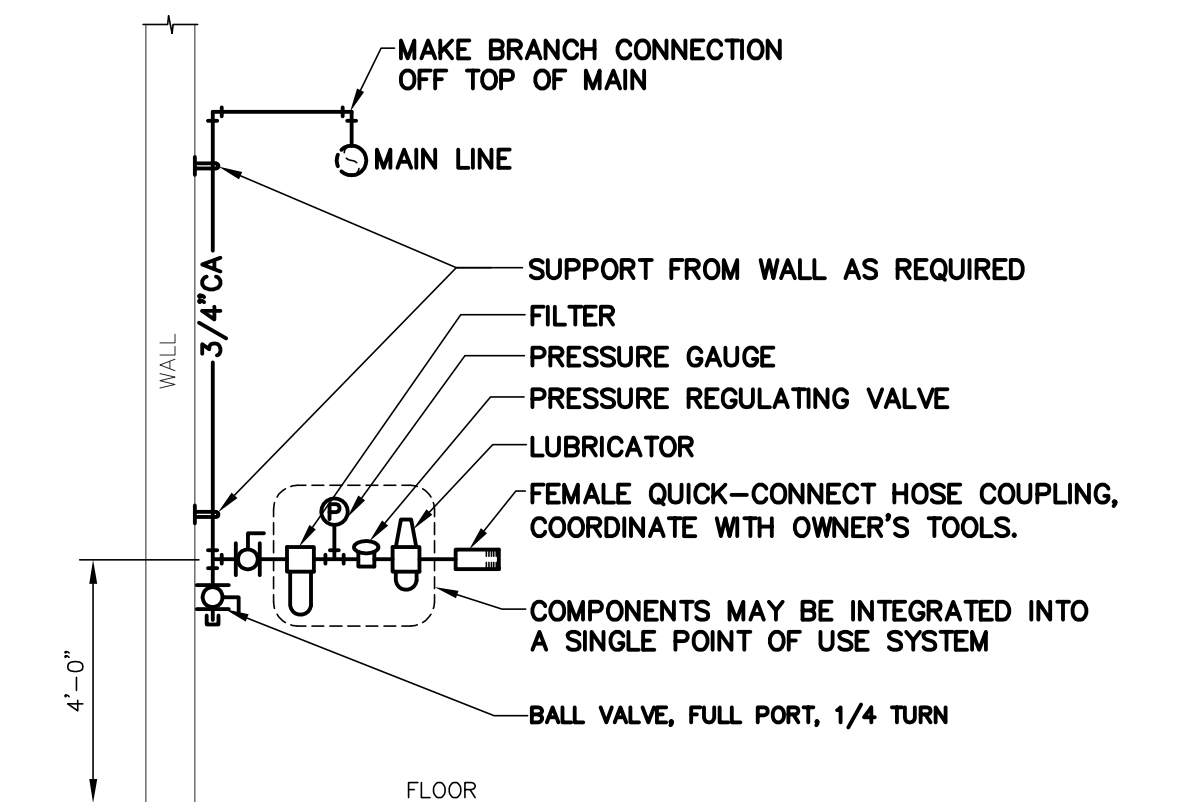 MAKE BRANCH CONNECTION
OFF TOP OF MAIN
MAIN LINE
3/4"CA
WALL
SUPPORT FROM WALL AS REQUIRED
FILTER
PRESSURE GAUGE
PRESSURE REGULATING VALVE
LUBRICATOR
FEMALE QUICK-CONNECT HOSE COUPLING,
COORDINATE WITH OWNER'S TOOLS.
P
COMPONENTS MAY BE INTEGRATED INTO
A SINGLE POINT OF USE SYSTEM
4'-0"
BALL VALVE, FULL PORT, 1/4 TURN
FLOOR